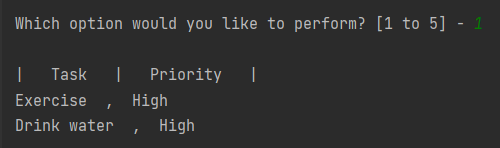 Which option would you like to perform? [1 to 5] - 1
|   Task   |   Priority   |
Exercise  ,  High
Drink water  ,  High